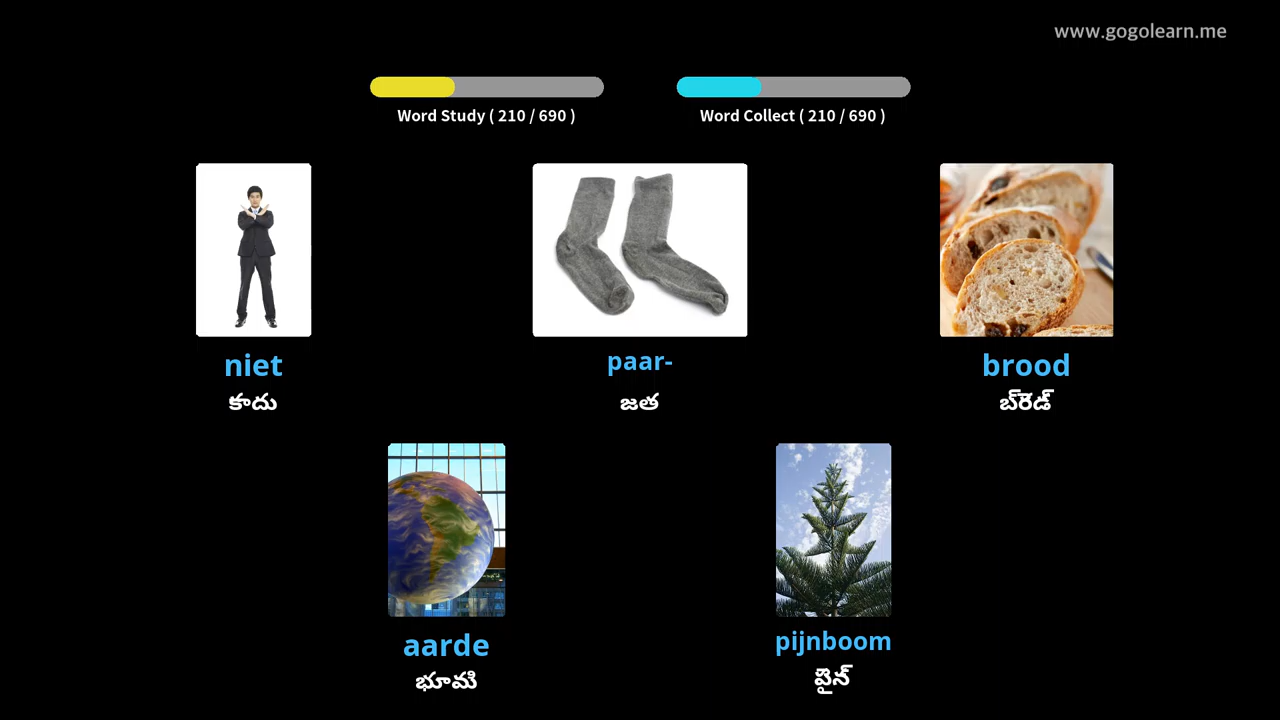 www.gogolearn.me
Word Study ( 210 / 690 )
Word Collect ( 210 / 690 )
niet
కాదు
paar-
జత
brood
బ్రెడ్
aarde
భూమి
pijnboom
పైన్